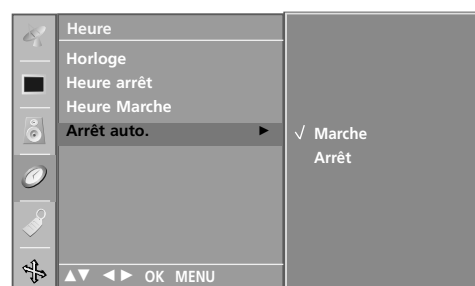 Heure
Horloge
Heure arrêt
Heure Marche
Arrêt auto. ►
√ Marche
Arrêt
▲▼ ◄► OK MENU